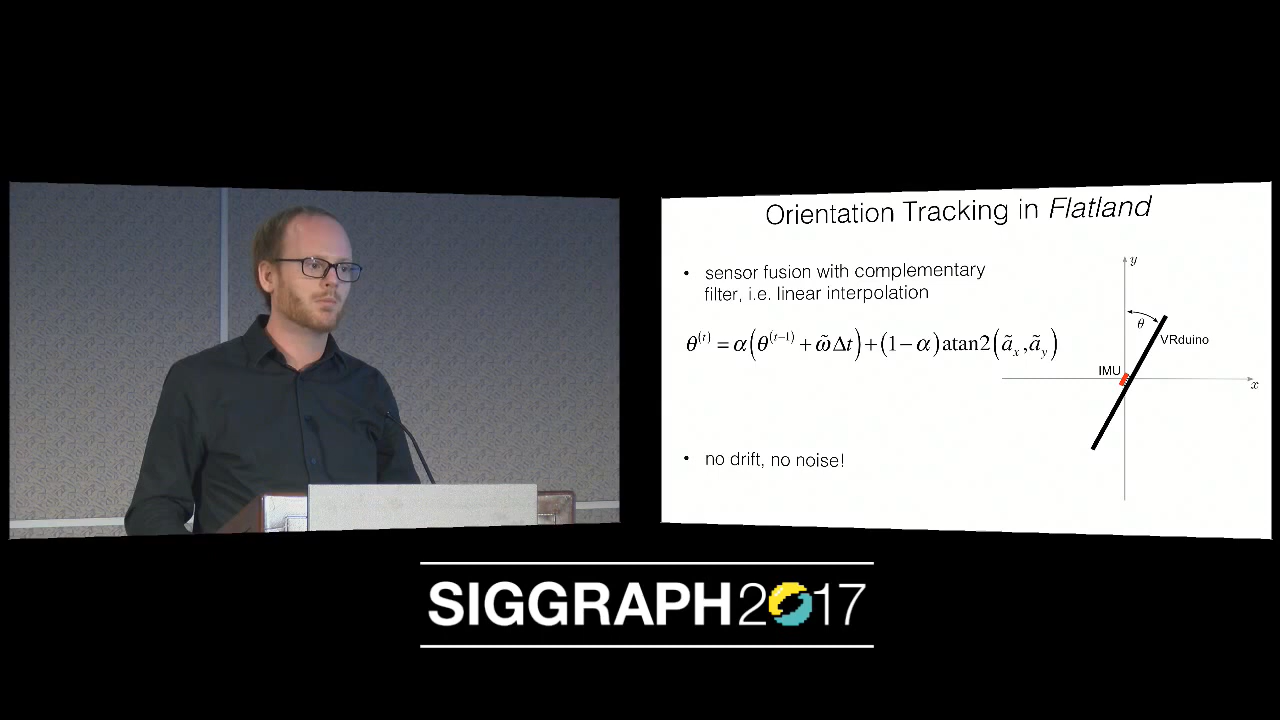 Orientation Tracking in Flatland
• sensor fusion with complementary
filter, i.e. linear interpolation
θ^(t) = α(θ^(t−1) + ω̃Δt) + (1−α)atan2(ã_x, ã_y)
• no drift, no noise!
y
θ
VRduino
IMU
x
SIGGRAPH2017